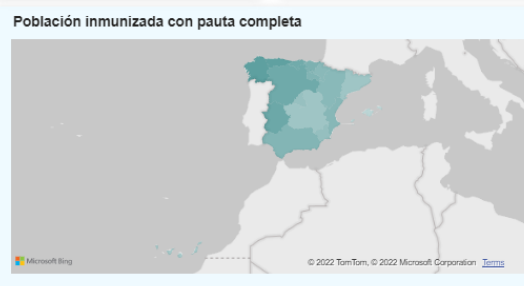 Población inmunizada con pauta completa
Microsoft Bing
© 2022 TomTom, © 2022 Microsoft Corporation Terms